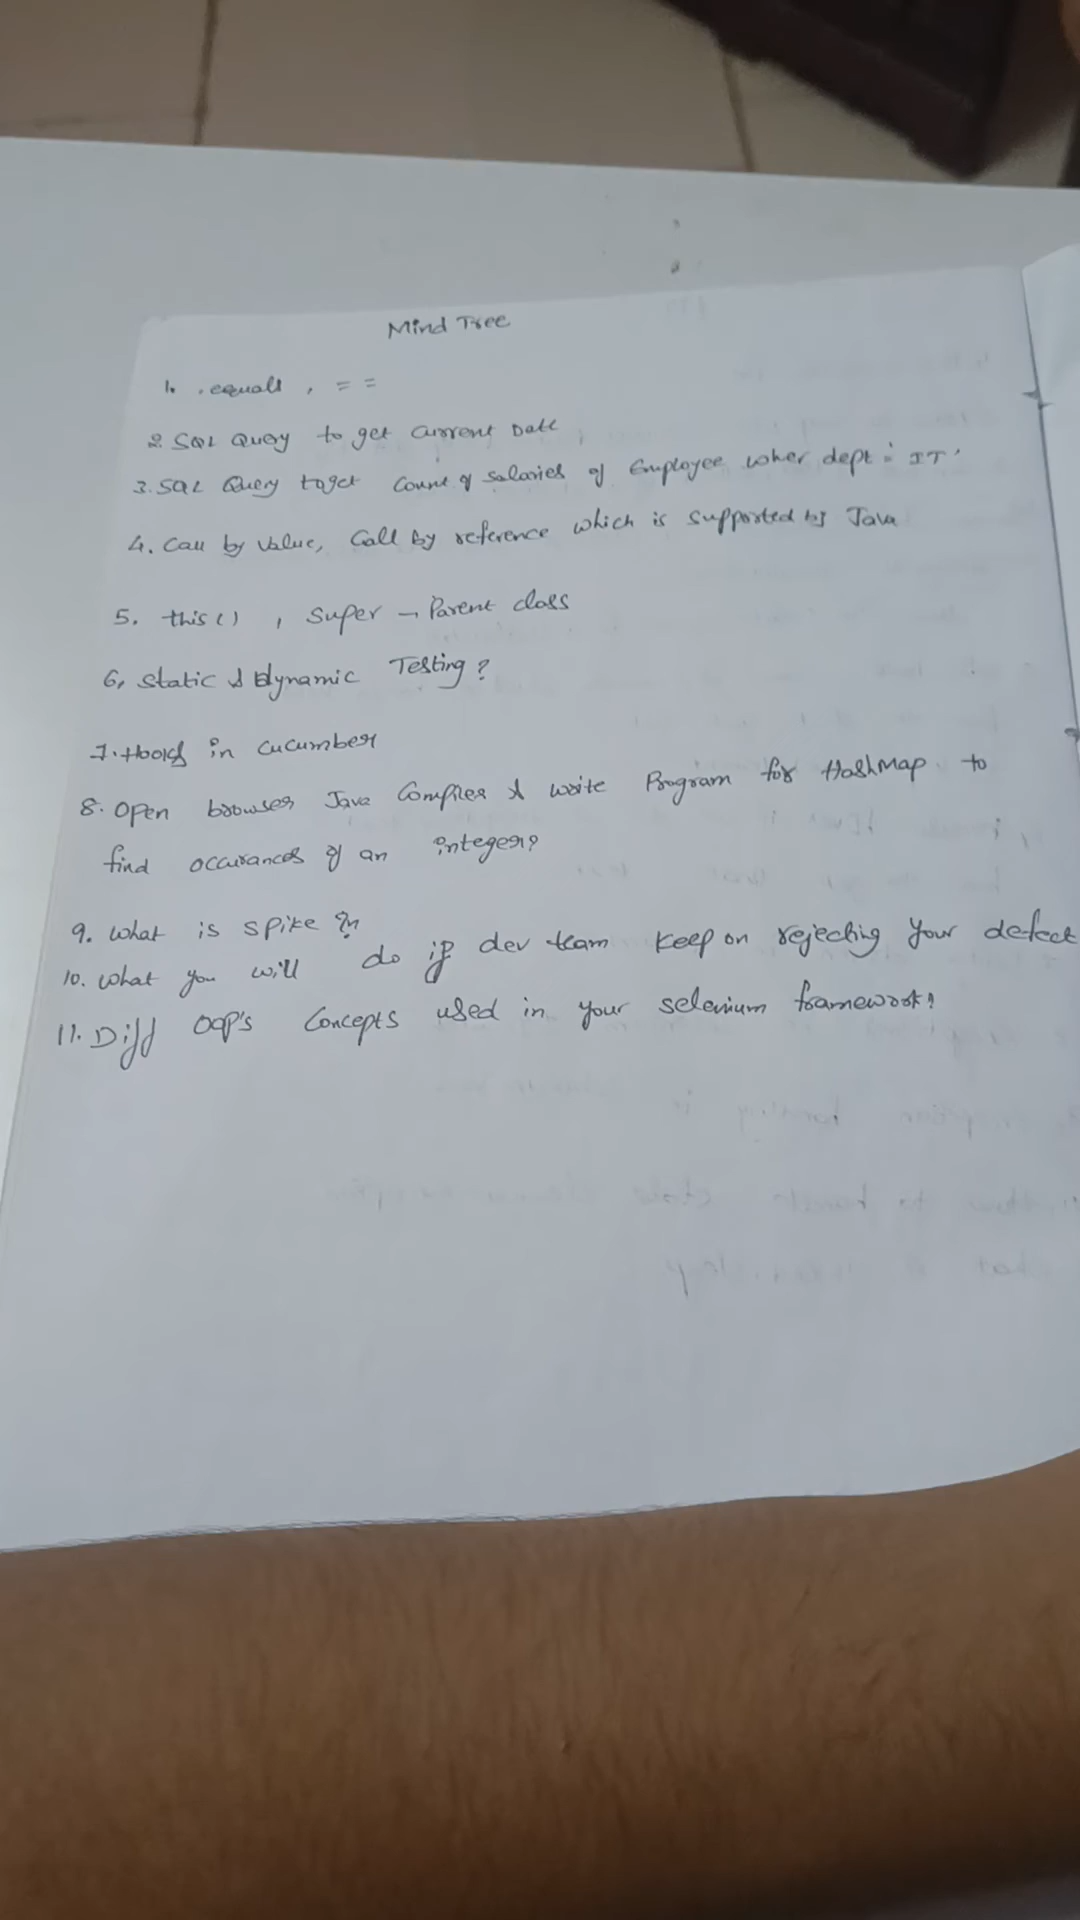 Mind Tree
1. .equals , = =
2. SQL Query to get current Date
3. SQL Query toget Count of Salaries of Employee wher dept = IT'
4. Call by Value, Call by reference which is supported by Java
5. this() , Super → Parent class
6, Static & dynamic Testing?
7. Hooks in Cucumber
8. Open browser Java Compiler & write Program for HashMap to
find occurances of an integer?
9. What is spike ?
10. What you will do if dev team keep on rejecting your defect
11. Diff OOP's Concepts used in your selenium framework?